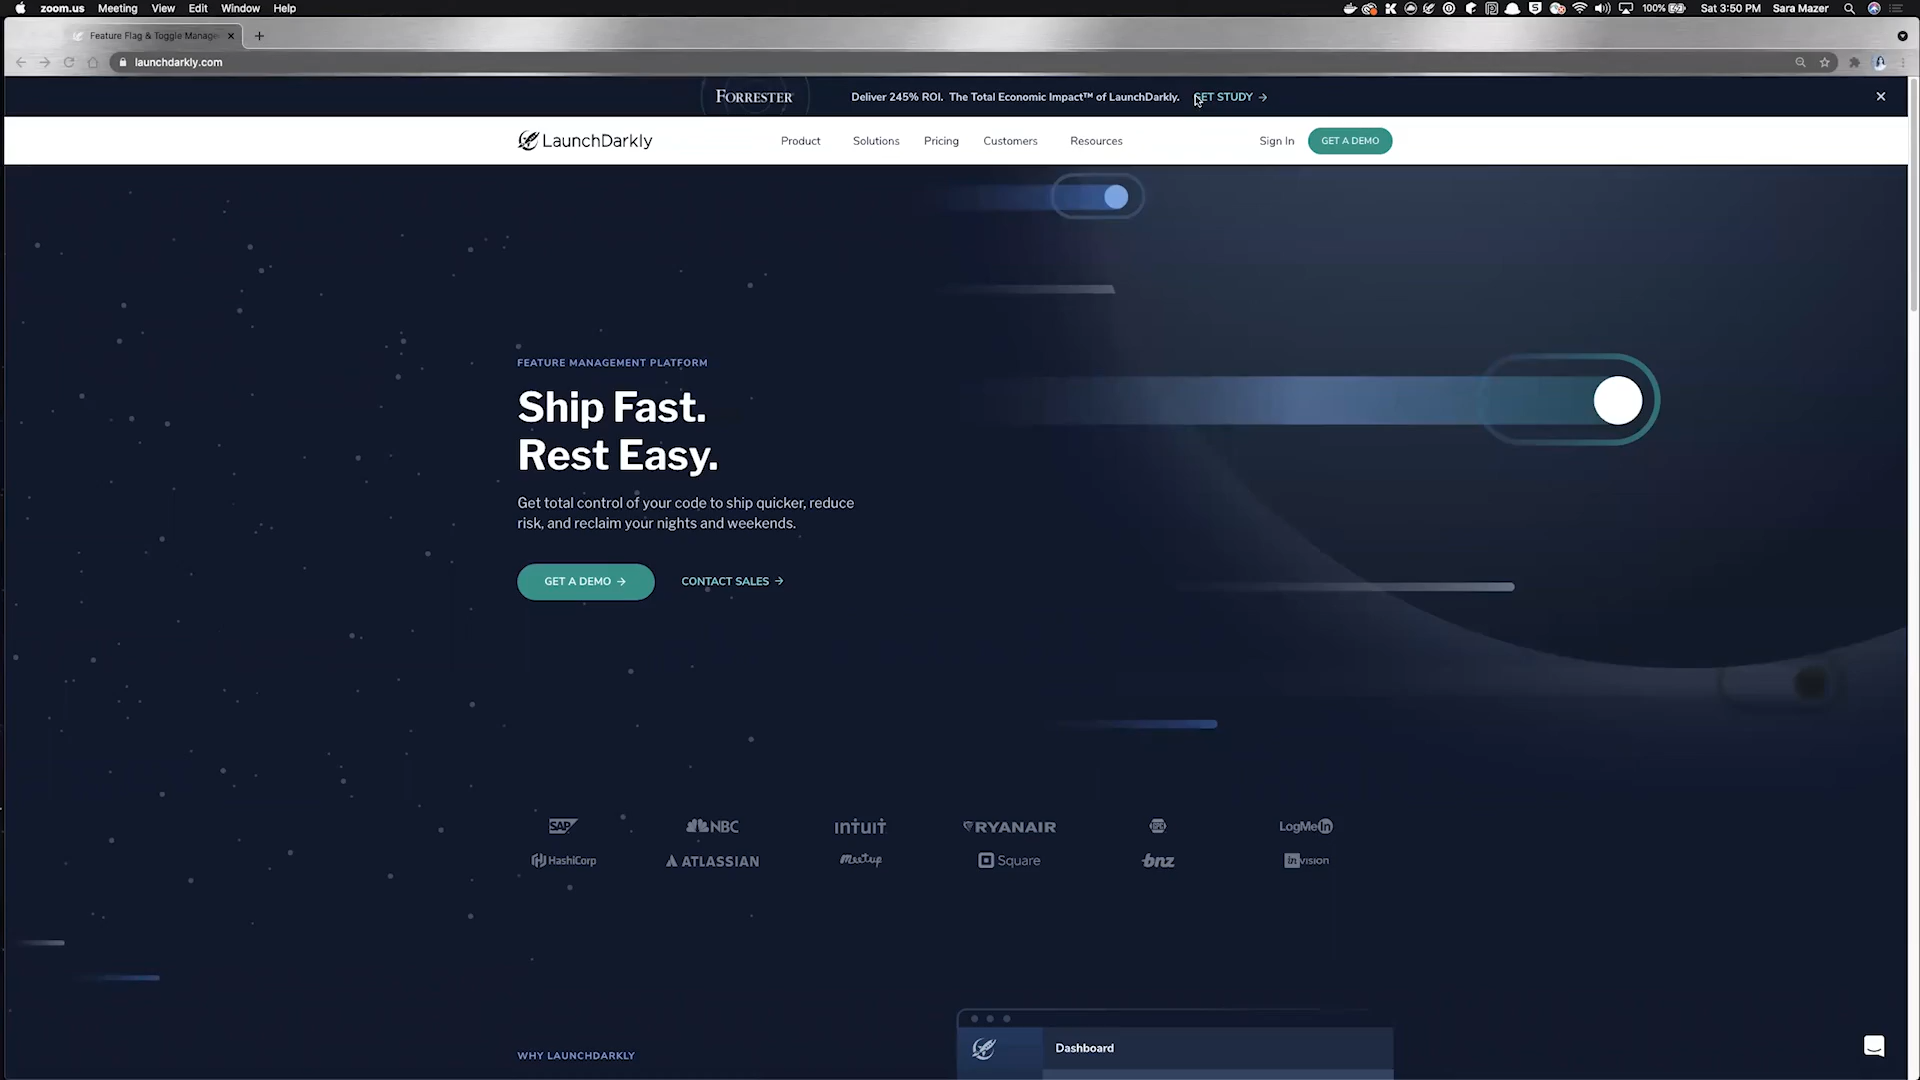 zoom.us Meeting View Edit Window Help
100% Sat 3:50 PM Sara Mazer
Feature Flag & Toggle Manage
launchdarkly.com
FORRESTER Deliver 245% ROI. The Total Economic Impact™ of LaunchDarkly. GET STUDY →
LaunchDarkly Product Solutions Pricing Customers Resources Sign In GET A DEMO
FEATURE MANAGEMENT PLATFORM
Ship Fast.
Rest Easy.
Get total control of your code to ship quicker, reduce
risk, and reclaim your nights and weekends.
GET A DEMO → CONTACT SALES →
SAP NBC INTUIT RYANAIR LogMeIn
HashiCorp ATLASSIAN meetup Square bnz invision
WHY LAUNCHDARKLY
Dashboard